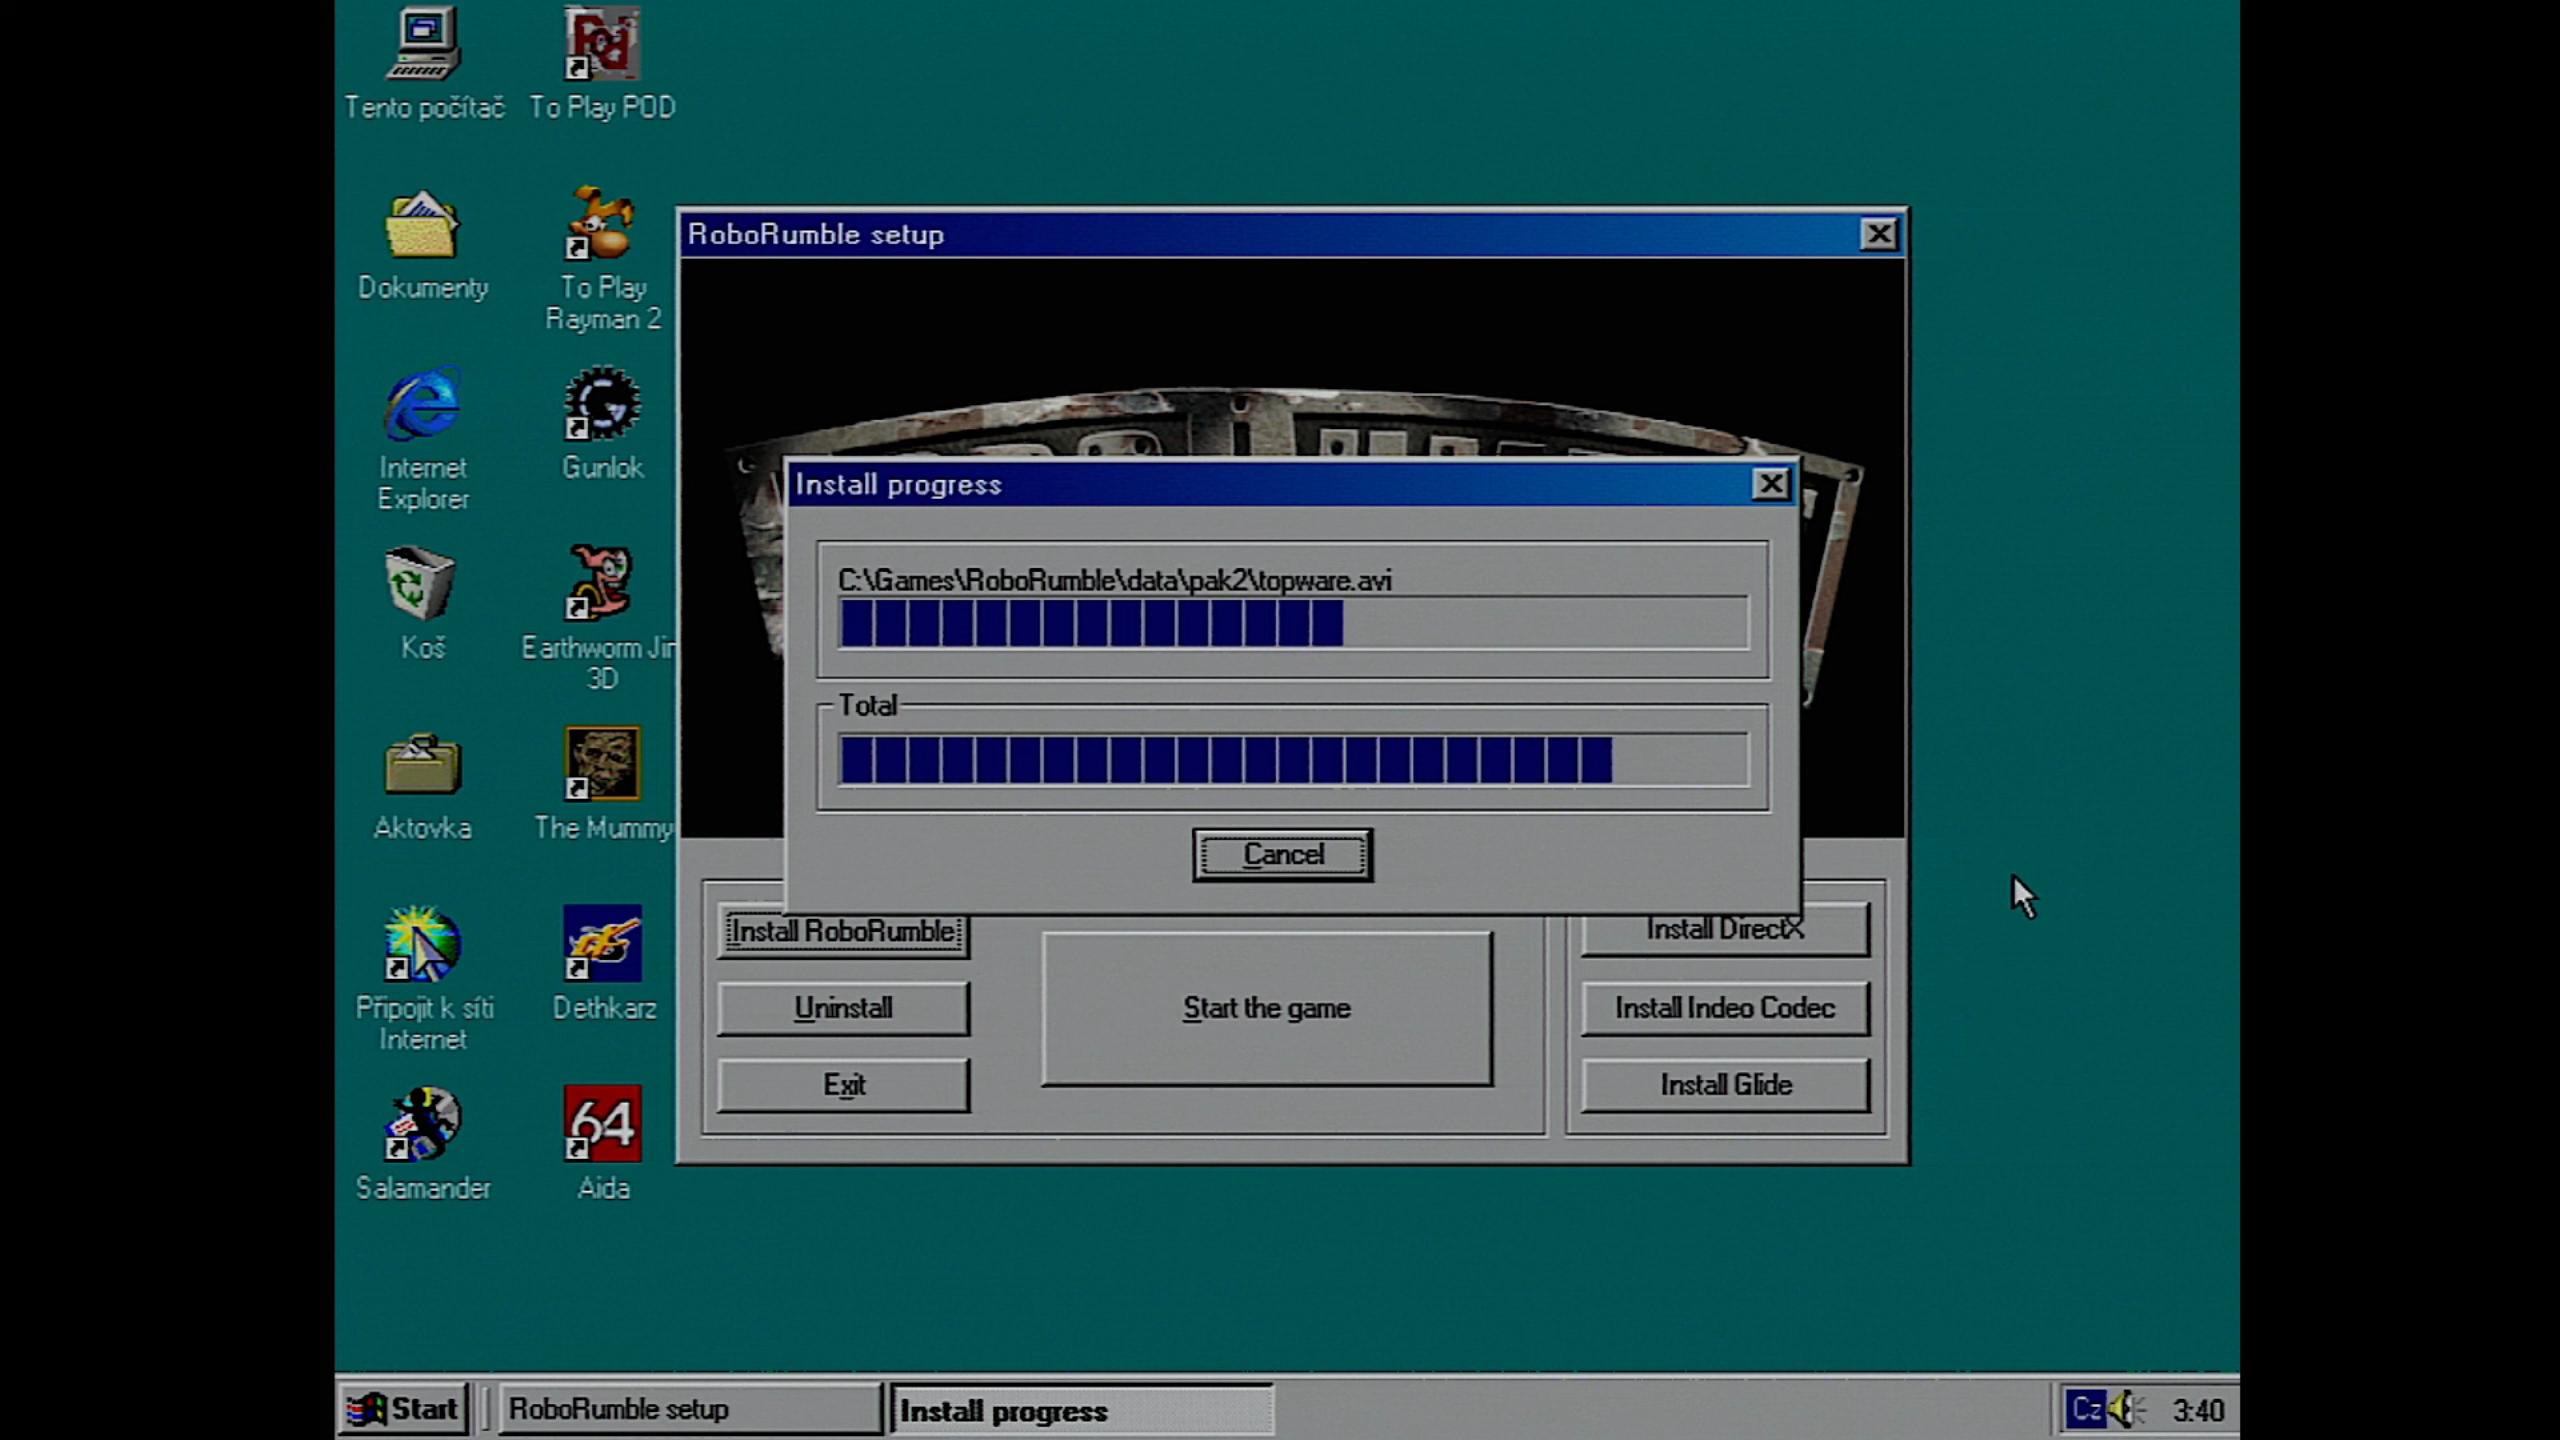 Tento počítač
To Play POD
Dokumenty
To Play
Rayman 2
Internet
Explorer
Gunlok
Koš
Earthworm Jim
3D
Aktovka
The Mummy
Připojit k síti
Internet
Dethkarz
Salamander
64
Aida
RoboRumble setup
Install progress
C:\Games\RoboRumble\data\pak2\topware.avi
Total
Cancel
Install RoboRumble
Uninstall
Exit
Start the game
Install DirectX
Install Indeo Codec
Install Glide
Start
RoboRumble setup
Install progress
Cz
3:40